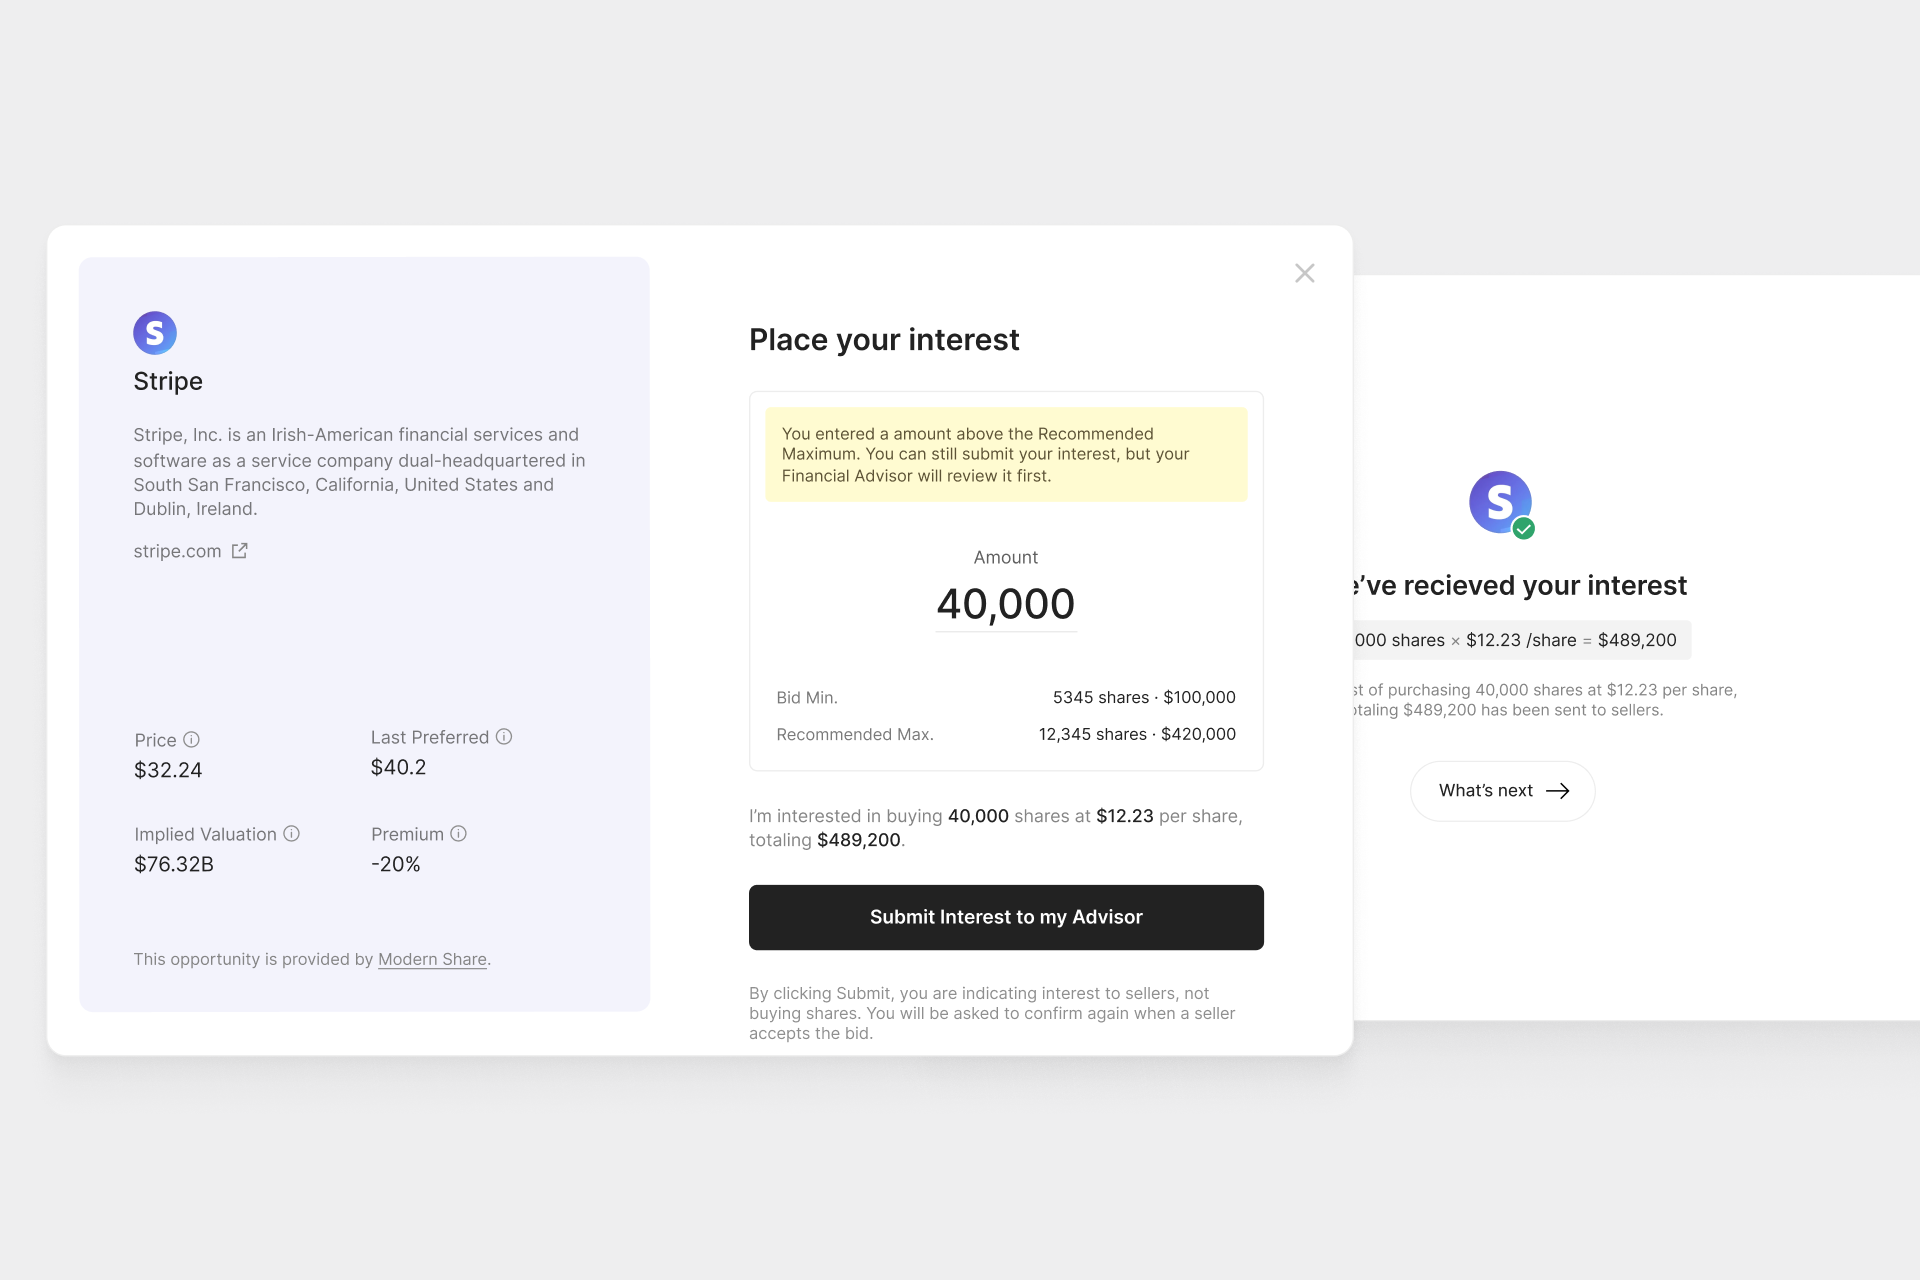 S
Stripe
Stripe, Inc. is an Irish-American financial services and
software as a service company dual-headquartered in
South San Francisco, California, United States and
Dublin, Ireland.
stripe.com
Price
$32.24
Last Preferred
$40.2
Implied Valuation
$76.32B
Premium
-20%
This opportunity is provided by Modern Share.
Place your interest
You entered a amount above the Recommended
Maximum. You can still submit your interest, but your
Financial Advisor will review it first.
Amount
40,000
Bid Min. 5345 shares · $100,000
Recommended Max. 12,345 shares · $420,000
I’m interested in buying 40,000 shares at $12.23 per share,
totaling $489,200.
Submit Interest to my Advisor
By clicking Submit, you are indicating interest to sellers, not
buying shares. You will be asked to confirm again when a seller
accepts the bid.
S
’ve recieved your interest
000 shares × $12.23 /share = $489,200
of purchasing 40,000 shares at $12.23 per share,
$489,200 has been sent to sellers.
What’s next